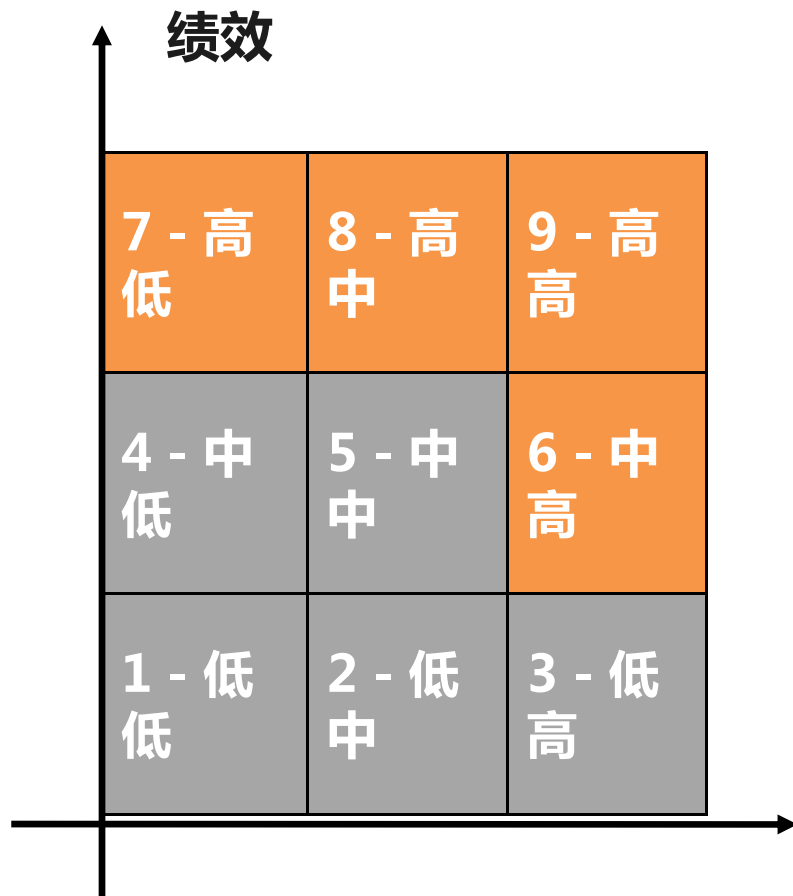 绩效
7 - 高
低
8 - 高
中
9 - 高
高
4 - 中
低
5 - 中
中
6 - 中
高
1 - 低
低
2 - 低
中
3 - 低
高